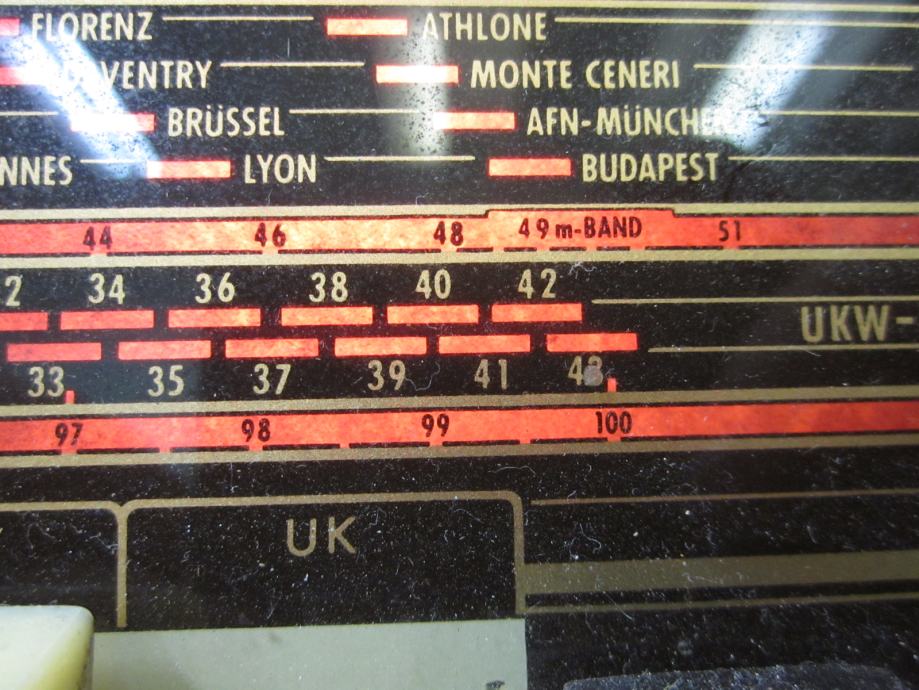 FLORENZ ATHLONE
VENTRY MONTE CENERI
BRÜSSEL AFN-MÜNCHE
NNES LYON BUDAPEST
44 46 48 49m-BAND 51
2 34 36 38 40 42
UKW-
33 35 37 39 41 43
97 98 99 100
UK